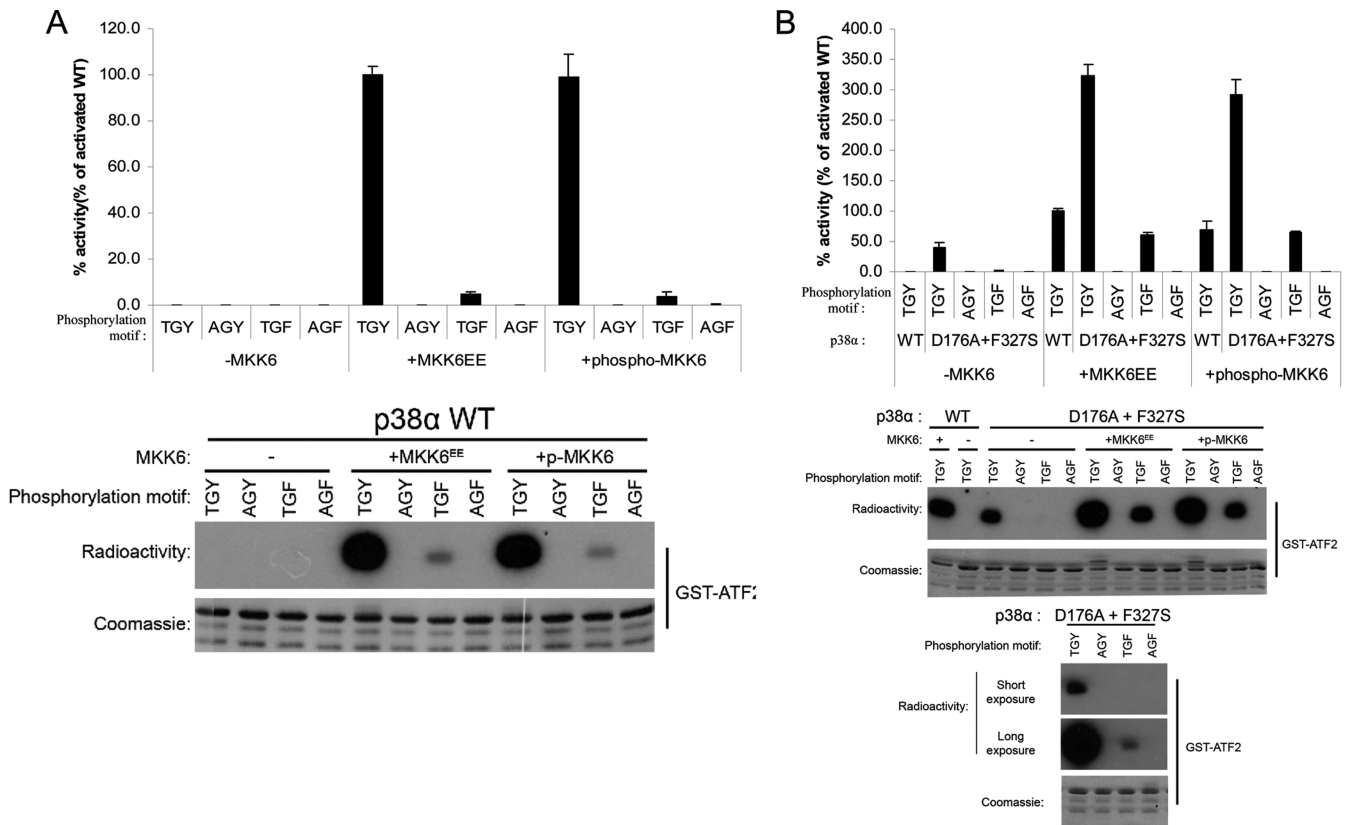 A
% activity(% of activated WT)
100.0
120.0
100.0
80.0
60.0
40.0
20.0
0.0
Phosphorylation motif :
TGY AGY TGF AGF TGY AGY TGF AGF TGY AGY TGF AGF
-MKK6 +MKK6EE +phospho-MKK6
p38α WT
MKK6: - +MKK6EE +p-MKK6
Phosphorylation motif: TGY AGY TGF AGF TGY AGY TGF AGF TGY AGY TGF AGF
Radioactivity:
Coomassie:
GST-ATF2
B
% activity (% of activated WT)
400.0
350.0
300.0
250.0
200.0
150.0
100.0
50.0
0.0
Phosphorylation motif :
TGY TGY AGY TGF AGF TGY TGY AGY TGF AGF TGY TGY AGY TGF AGF
p38α : WT D176A+F327S WT D176A+F327S WT D176A+F327S
-MKK6 +MKK6EE +phospho-MKK6
p38α : WT D176A + F327S
MKK6: + - - +MKK6EE +p-MKK6
Phosphorylation motif: TGY TGY TGY AGY TGF AGF TGY AGY TGF AGF TGY AGY TGF AGF
Radioactivity:
Coomassie:
GST-ATF2
p38α : D176A + F327S
Phosphorylation motif: TGY AGY TGF AGF
Radioactivity:
Short exposure
Long exposure
Coomassie:
GST-ATF2